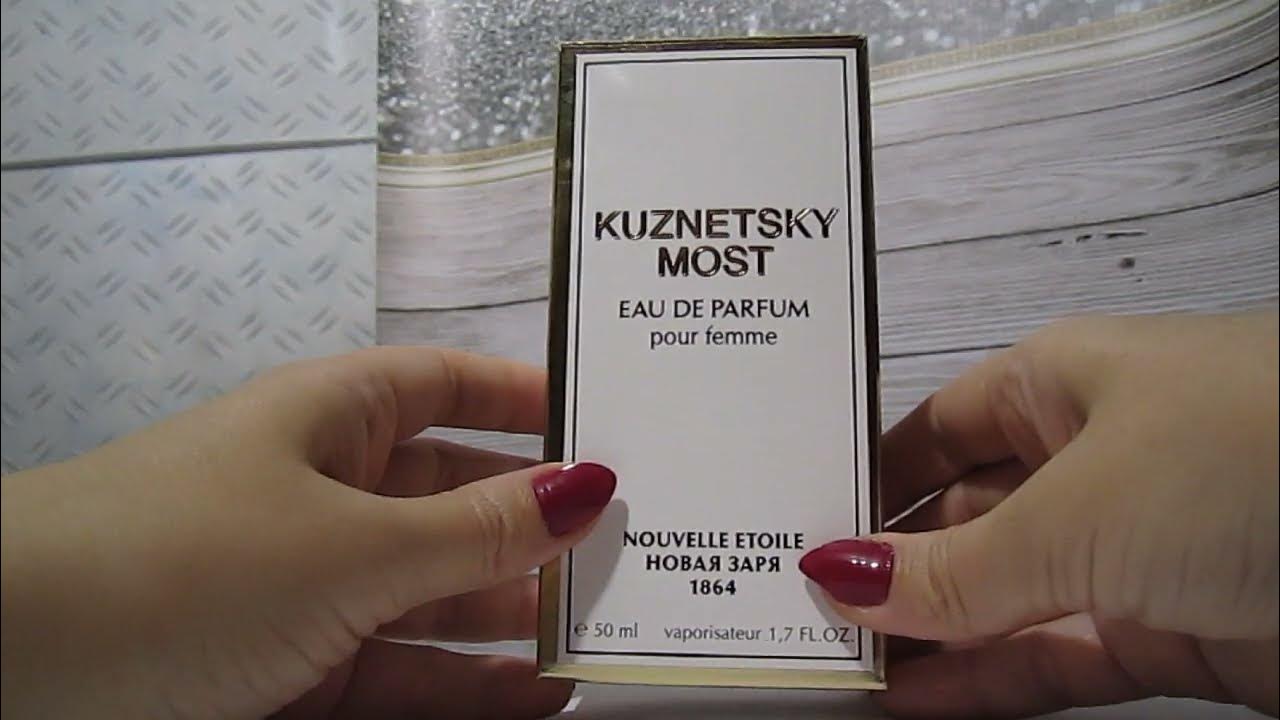 KUZNETSKY
MOST
EAU DE PARFUM
pour femme
NOUVELLE ETOILE
НОВАЯ ЗАРЯ
1864
℮ 50 ml vaporisateur 1,7 FL.OZ.